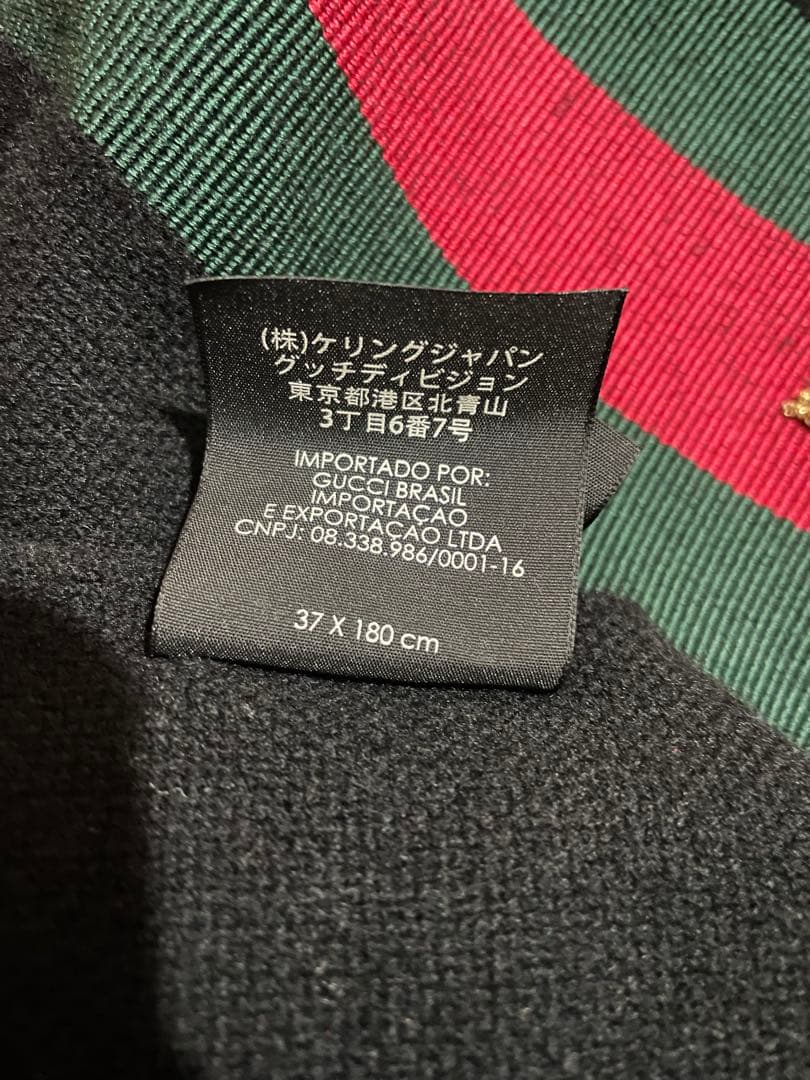 (株)ケリングジャパン
グッチディビジョン
東京都港区北青山
3丁目6番7号
IMPORTADO POR:
GUCCI BRASIL
IMPORTAÇAO
E EXPORTAÇAO LTDA
CNPJ: 08.338.986/0001-16
37 X 180 cm